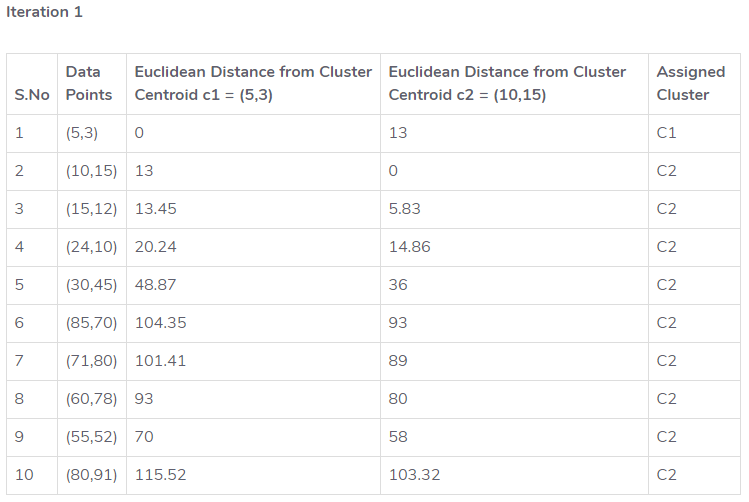 Iteration 1
S.No Data Points Euclidean Distance from Cluster Centroid c1 = (5,3) Euclidean Distance from Cluster Centroid c2 = (10,15) Assigned Cluster
1 (5,3) 0 13 C1
2 (10,15) 13 0 C2
3 (15,12) 13.45 5.83 C2
4 (24,10) 20.24 14.86 C2
5 (30,45) 48.87 36 C2
6 (85,70) 104.35 93 C2
7 (71,80) 101.41 89 C2
8 (60,78) 93 80 C2
9 (55,52) 70 58 C2
10 (80,91) 115.52 103.32 C2